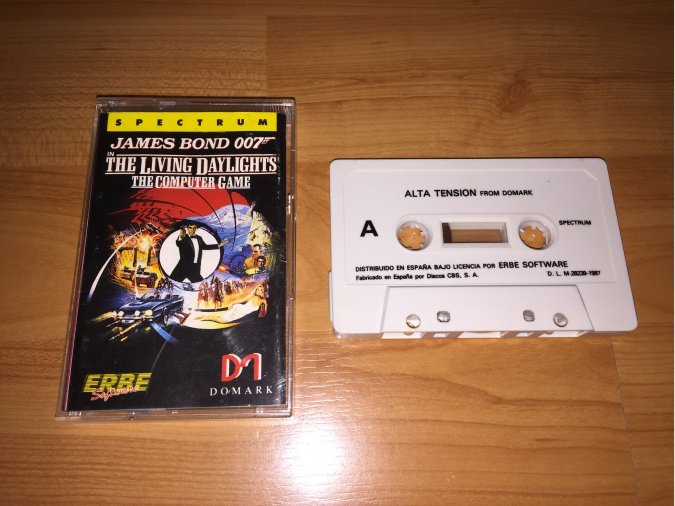 SPECTRUM
JAMES BOND 007
IN
THE LIVING DAYLIGHTS
THE COMPUTER GAME
ERBE
Software
DOMARK
ALTA TENSION FROM DOMARK
A
SPECTRUM
DISTRIBUIDO EN ESPAÑA BAJO LICENCIA POR ERBE SOFTWARE
Fabricado en España por Discos CBS, S. A.
D. L. M-28239-1987